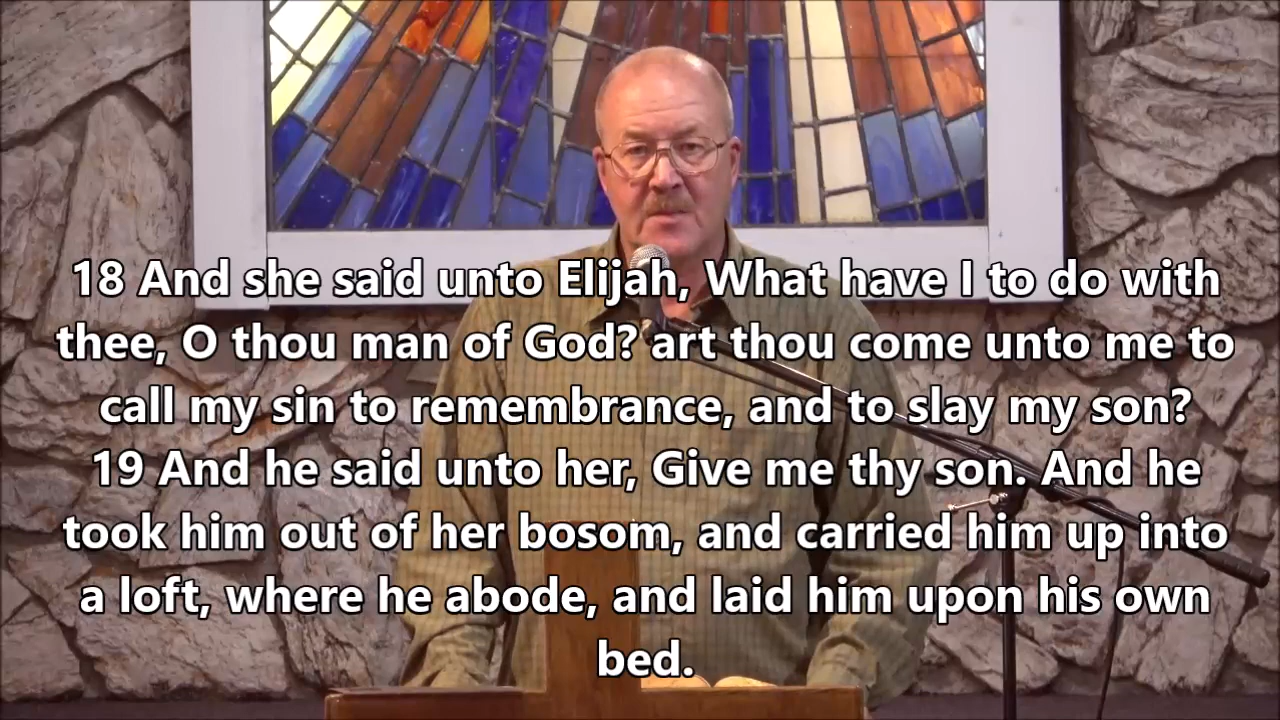 18 And she said unto Elijah, What have I to do with
thee, O thou man of God? art thou come unto me to
call my sin to remembrance, and to slay my son?
19 And he said unto her, Give me thy son. And he
took him out of her bosom, and carried him up into
a loft, where he abode, and laid him upon his own
bed.